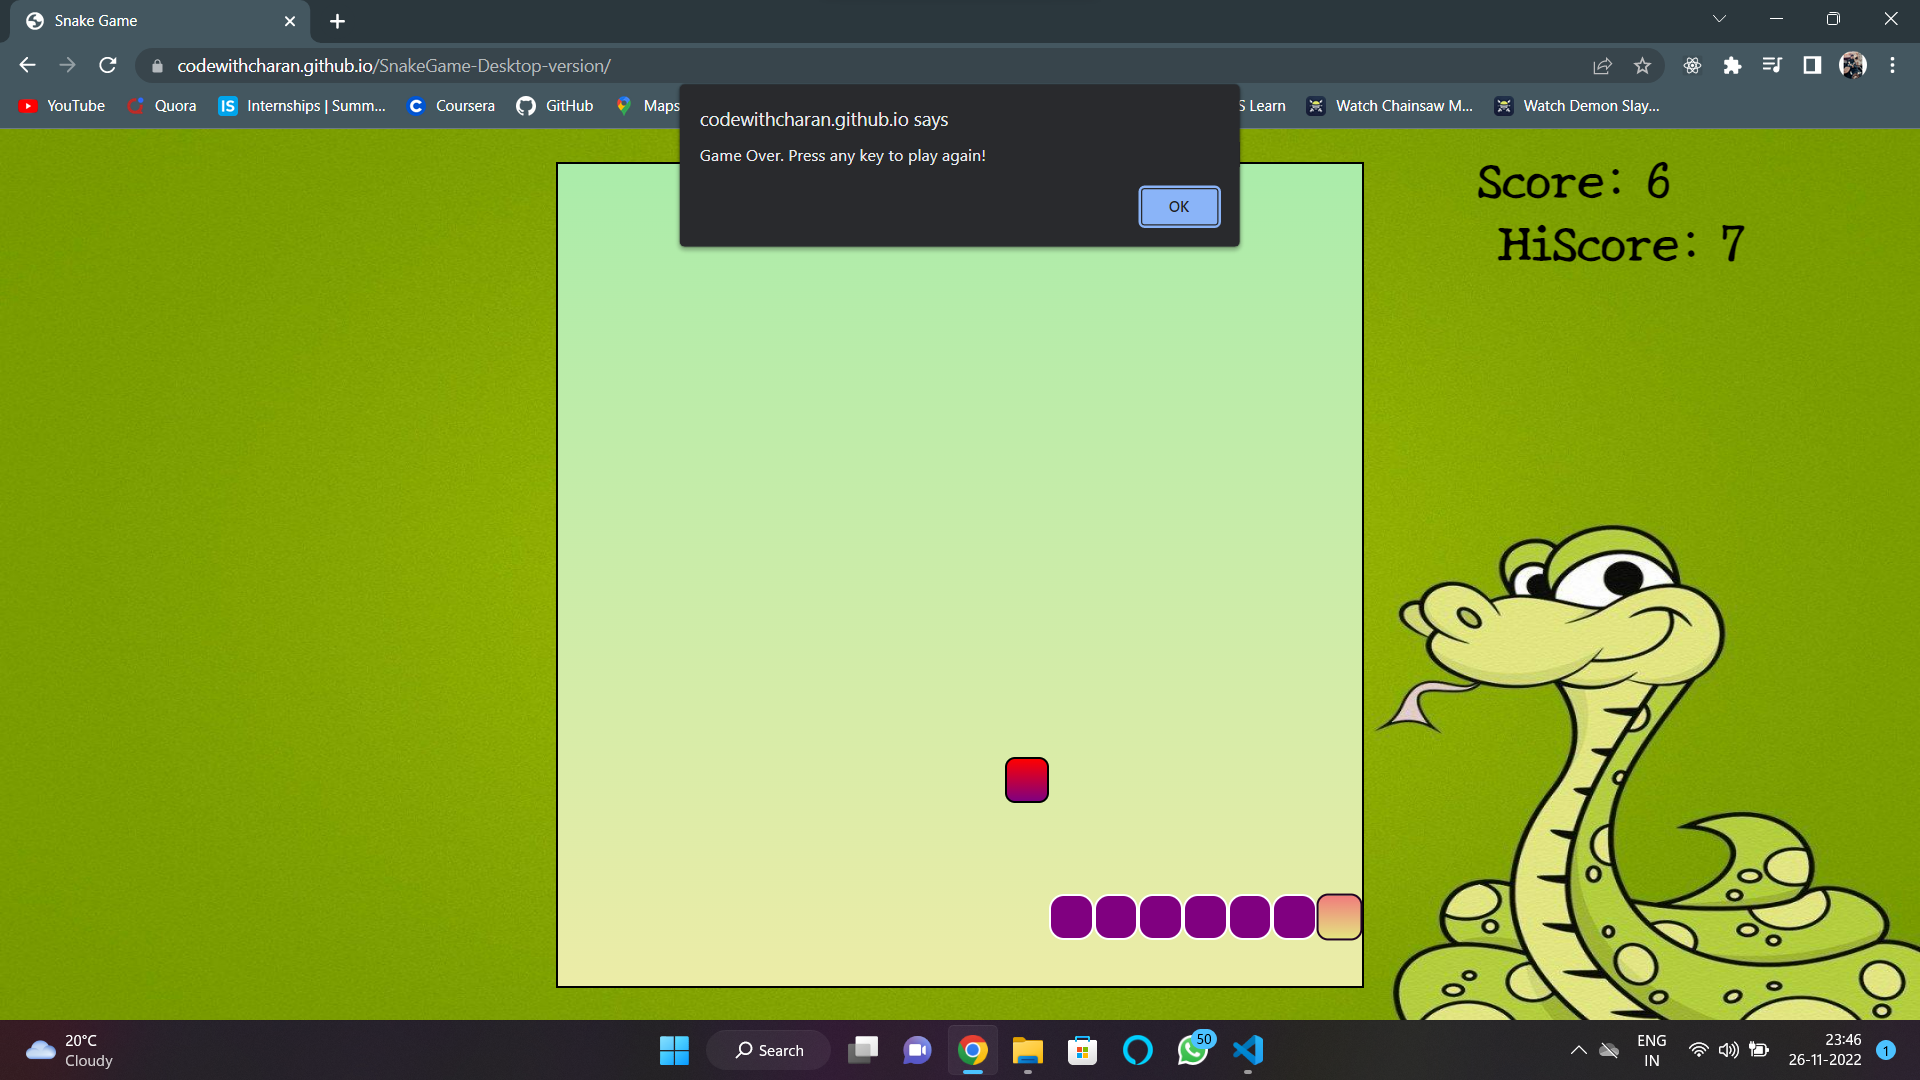 Snake Game
codewithcharan.github.io/SnakeGame-Desktop-version/
YouTube Quora IS Internships | Summ... Coursera GitHub Maps S Learn Watch Chainsaw M... Watch Demon Slay...
codewithcharan.github.io says
Game Over. Press any key to play again!
OK
Score: 6
HiScore: 7
20°C
Cloudy
Search
50
ENG
IN
23:46
26-11-2022
1